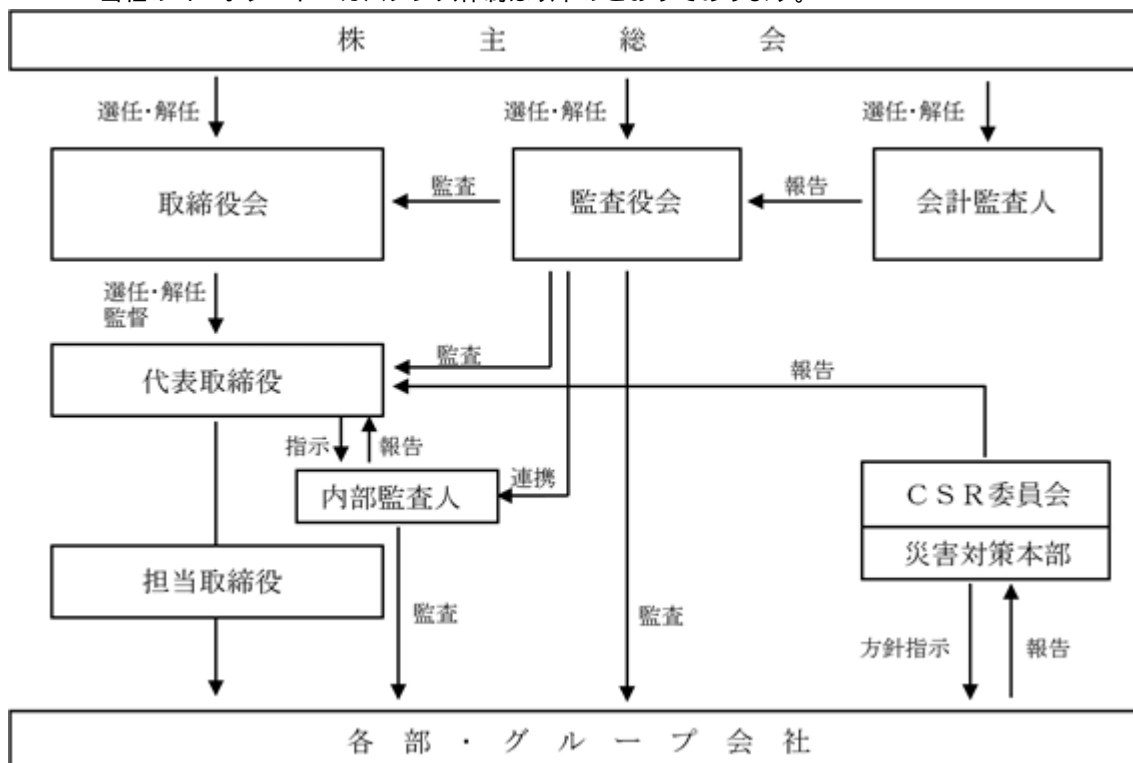 株主総会
選任・解任
選任・解任
選任・解任
取締役会
監査
監査役会
報告
会計監査人
選任・解任
監督
監査
代表取締役
報告
指示
報告
連携
内部監査人
CSR委員会
災害対策本部
担当取締役
監査
監査
方針指示
報告
各部・グループ会社